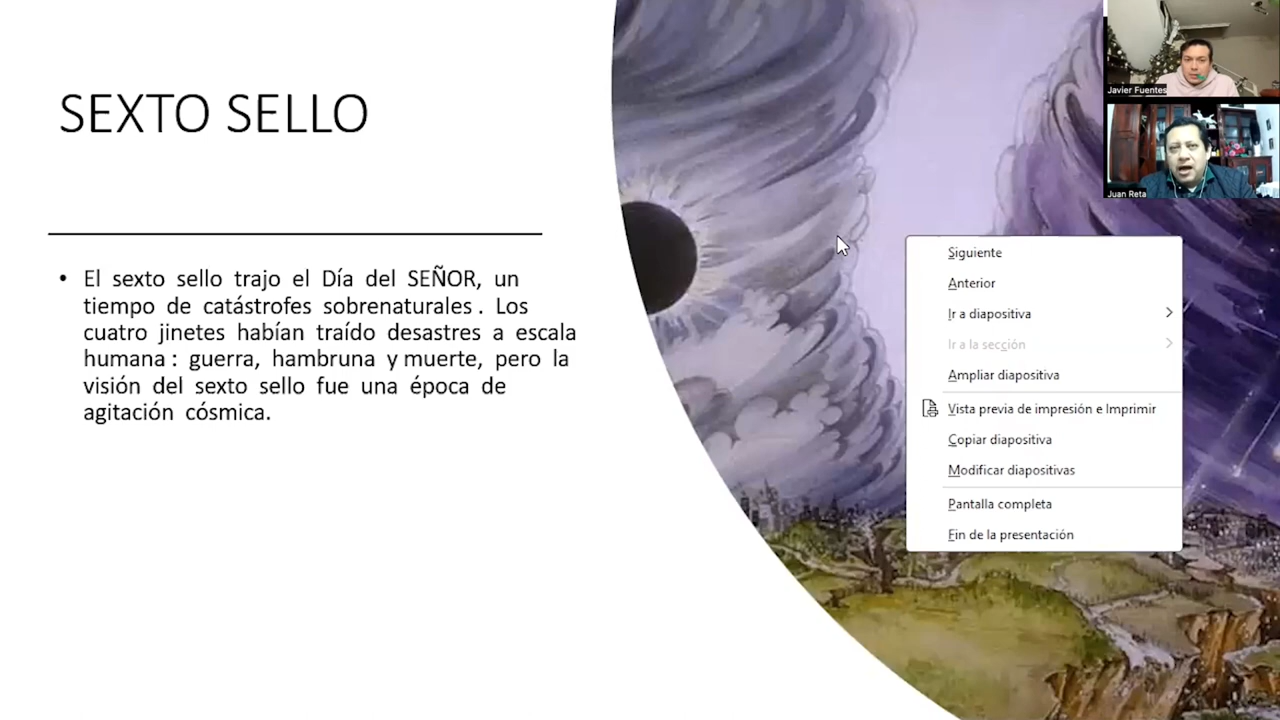 SEXTO SELLO
• El sexto sello trajo el Día del SEÑOR, un
tiempo de catástrofes sobrenaturales . Los
cuatro jinetes habían traído desastres a escala
humana : guerra, hambruna y muerte, pero la
visión del sexto sello fue una época de
agitación cósmica.
Javier Fuentes
Juan Reta
Siguiente
Anterior
Ir a diapositiva
Ir a la sección
Ampliar diapositiva
Vista previa de impresión e Imprimir
Copiar diapositiva
Modificar diapositivas
Pantalla completa
Fin de la presentación